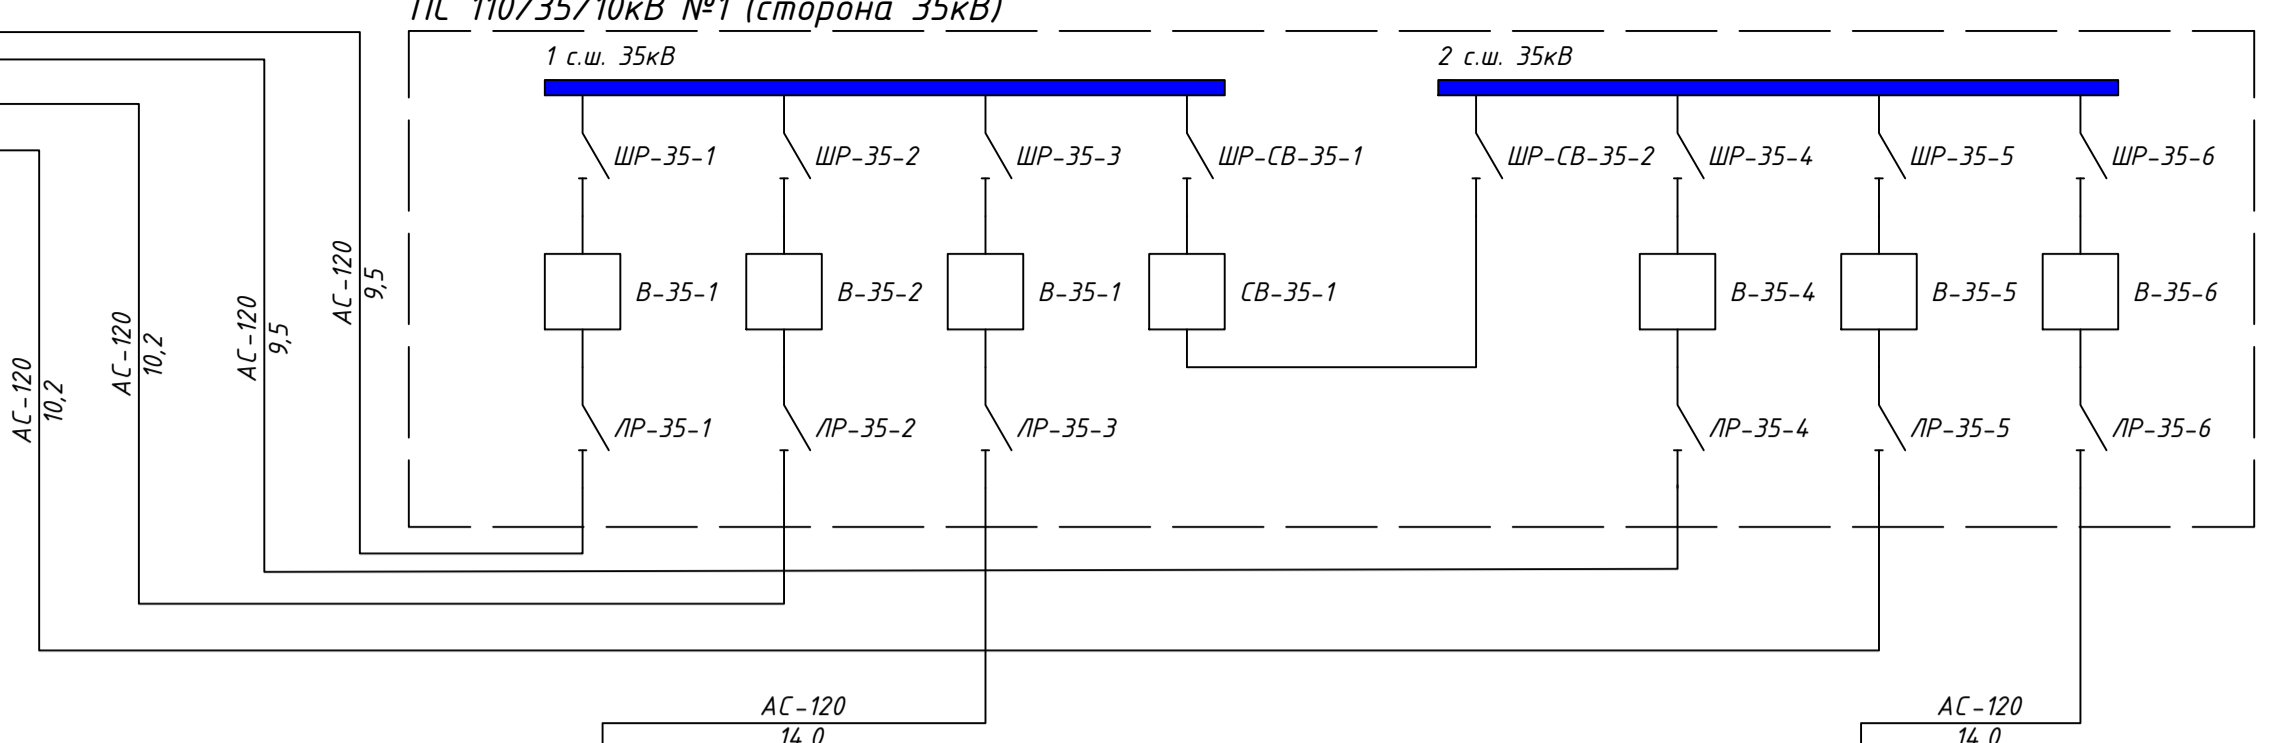 ПС 110/35/10кВ №1 (сторона 35кВ)
1 с.ш. 35кВ
2 с.ш. 35кВ
ШР-35-1
ШР-35-2
ШР-35-3
ШР-СВ-35-1
ШР-СВ-35-2
ШР-35-4
ШР-35-5
ШР-35-6
В-35-1
В-35-2
В-35-1
СВ-35-1
В-35-4
В-35-5
В-35-6
ЛР-35-1
ЛР-35-2
ЛР-35-3
ЛР-35-4
ЛР-35-5
ЛР-35-6
АС-120
10,2
АС-120
10,2
АС-120
9,5
АС-120
9,5
АС-120
14,0
АС-120
14,0